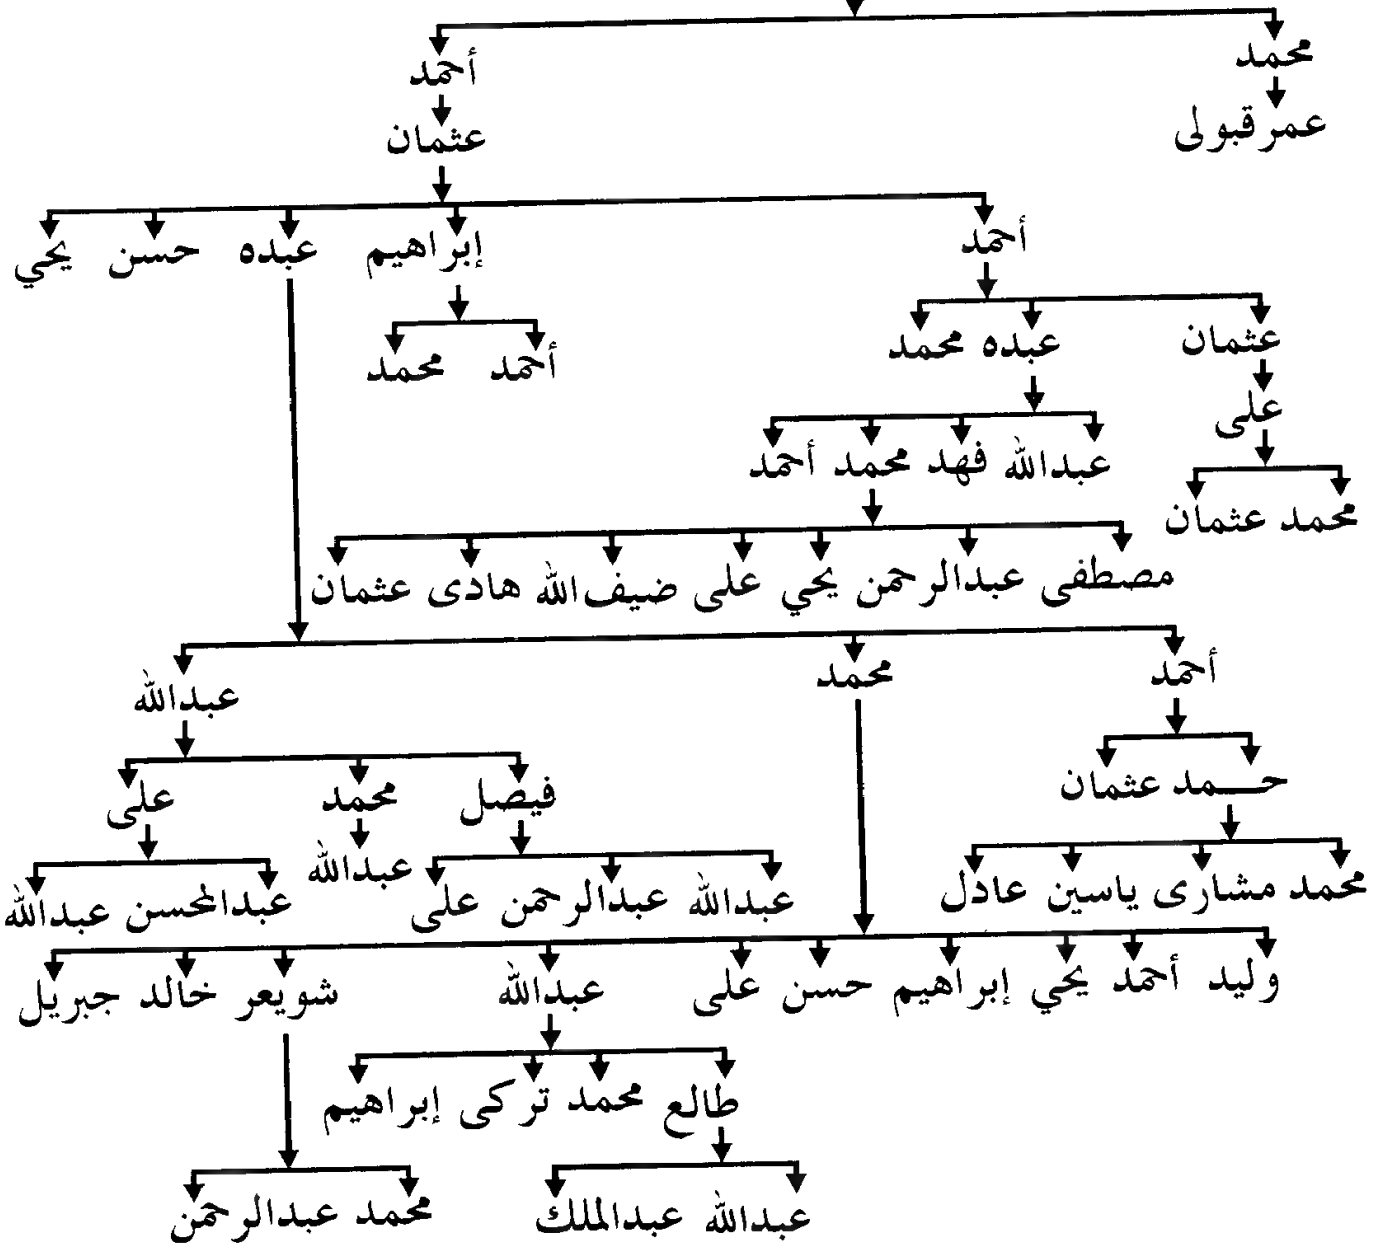 محمد أحمد
عمر قبولى عثمان
أحمد إبراهيم عبده حسن يحي
عثمان عبده محمد أحمد محمد
على
عبدالله فهد محمد أحمد
محمد عثمان
مصطفى عبدالرحمن يحي على ضيف الله هادى عثمان
أحمد محمد عبدالله
حـمد عثمان فيصل محمد على
عبدالله
محمد مشارى ياسين عادل عبدالله عبدالرحمن على عبدالمحسن عبدالله
وليد أحمد يحي إبراهيم حسن على عبدالله شويعر خالد جبريل
طالع محمد تركى إبراهيم
عبدالله عبدالملك محمد عبدالرحمن